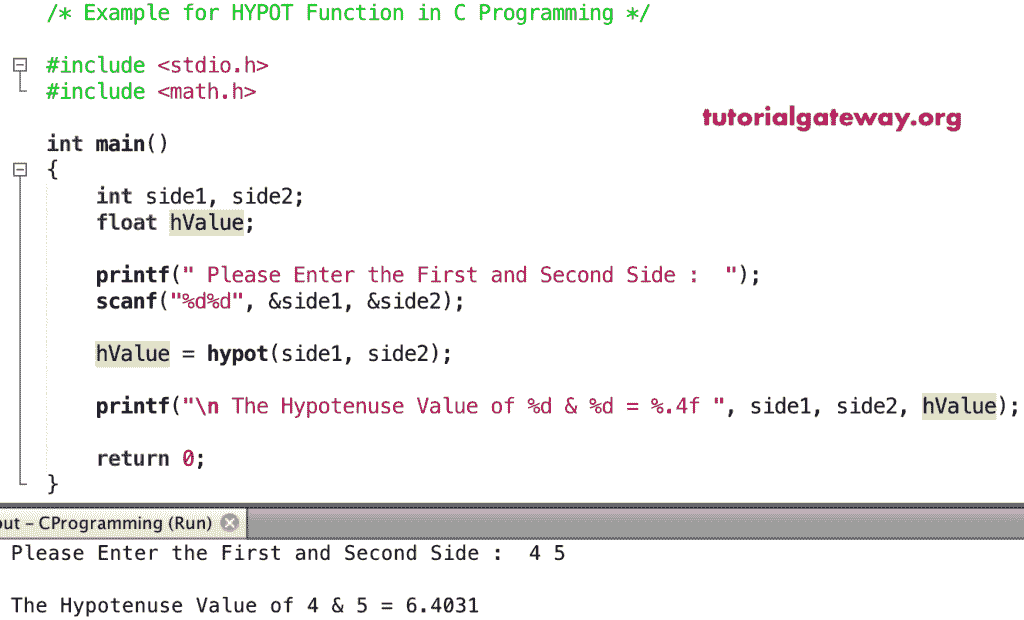 /* Example for HYPOT Function in C Programming */
#include <stdio.h>
#include <math.h>
tutorialgateway.org
int main()
{
int side1, side2;
float hValue;
printf(" Please Enter the First and Second Side :  ");
scanf("%d%d", &side1, &side2);
hValue = hypot(side1, side2);
printf("\n The Hypotenuse Value of %d & %d = %.4f ", side1, side2, hValue);
return 0;
}
out – CProgramming (Run)
Please Enter the First and Second Side :  4 5
The Hypotenuse Value of 4 & 5 = 6.4031